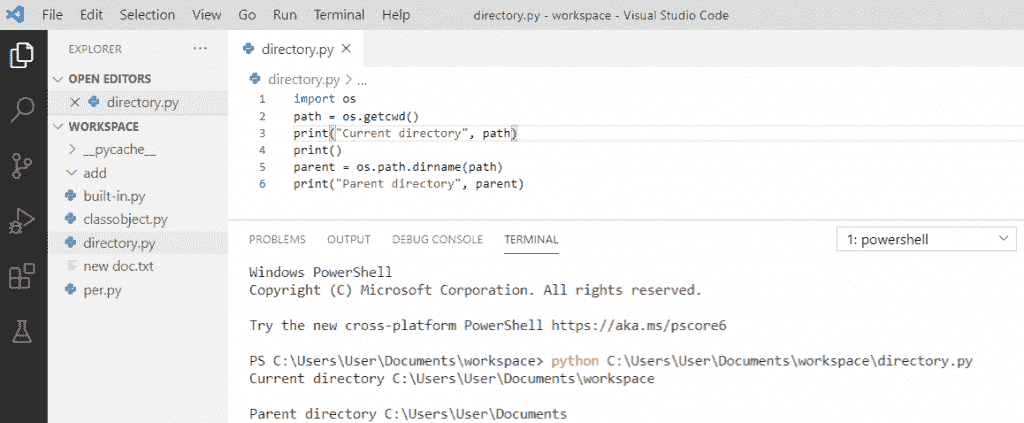 File Edit Selection View Go Run Terminal Help directory.py - workspace - Visual Studio Code
EXPLORER ...
OPEN EDITORS
directory.py
WORKSPACE
__pycache__
add
built-in.py
classobject.py
directory.py
new doc.txt
per.py
directory.py
directory.py > ...
1 import os
2 path = os.getcwd()
3 print("Current directory", path)
4 print()
5 parent = os.path.dirname(path)
6 print("Parent directory", parent)
PROBLEMS OUTPUT DEBUG CONSOLE TERMINAL 1: powershell
Windows PowerShell
Copyright (C) Microsoft Corporation. All rights reserved.
Try the new cross-platform PowerShell https://aka.ms/pscore6
PS C:\Users\User\Documents\workspace> python C:\Users\User\Documents\workspace\directory.py
Current directory C:\Users\User\Documents\workspace
Parent directory C:\Users\User\Documents